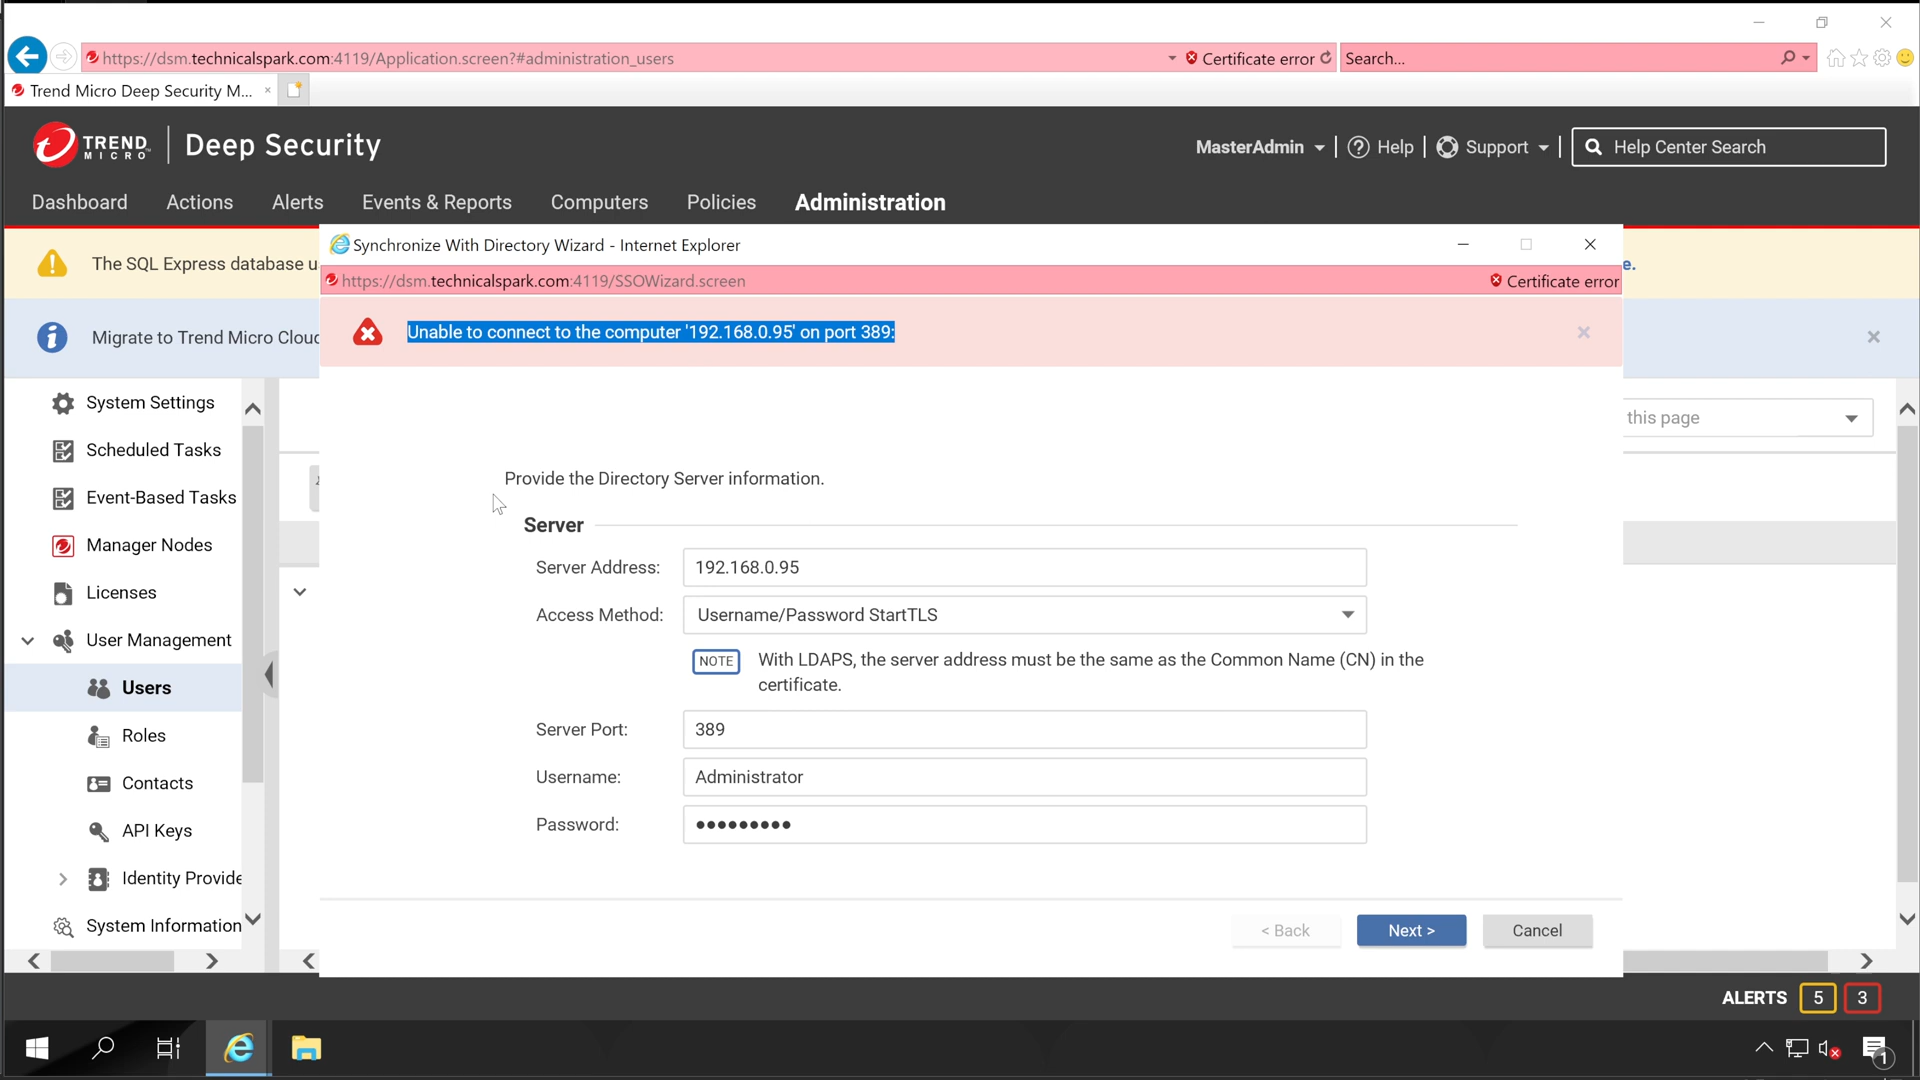 https://dsm.technicalspark.com:4119/Application.screen?#administration_users
Certificate error
Search...
Trend Micro Deep Security M...
TREND MICRO
Deep Security
MasterAdmin
Help
Support
Help Center Search
Dashboard
Actions
Alerts
Events & Reports
Computers
Policies
Administration
The SQL Express database u
e.
Migrate to Trend Micro Clou
Synchronize With Directory Wizard - Internet Explorer
https://dsm.technicalspark.com:4119/SSOWizard.screen
Certificate error
Unable to connect to the computer '192.168.0.95' on port 389:
System Settings
Scheduled Tasks
Event-Based Tasks
Manager Nodes
Licenses
User Management
Users
Roles
Contacts
API Keys
Identity Provide
System Information
this page
Provide the Directory Server information.
Server
Server Address:
192.168.0.95
Access Method:
Username/Password StartTLS
NOTE
With LDAPS, the server address must be the same as the Common Name (CN) in the
certificate.
Server Port:
389
Username:
Administrator
Password:
•••••••••
< Back
Next >
Cancel
ALERTS
5
3
1